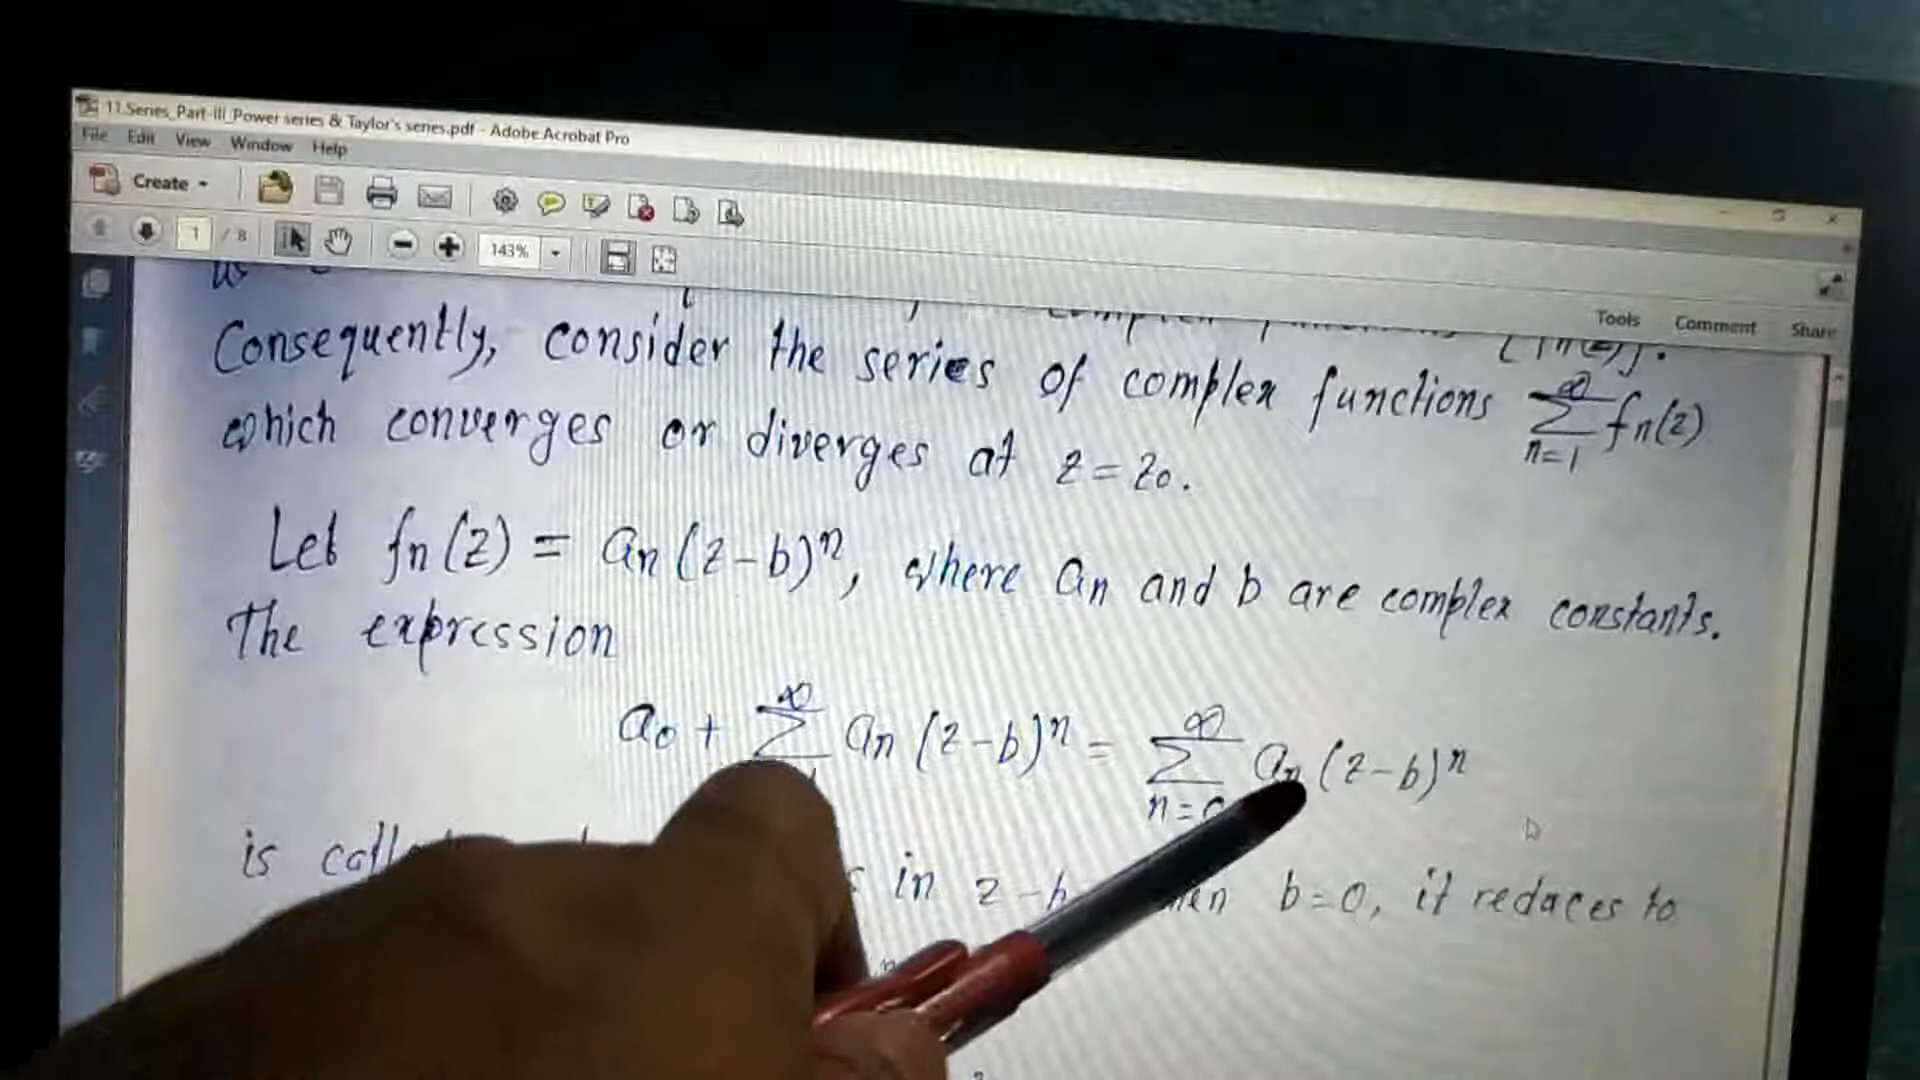 11.Series_Part-III_Power series & Taylor's series.pdf - Adobe Acrobat Pro
File Edit View Window Help
Create
1 / 8 143%
Tools Comment Share
Consequently, consider the series of complex functions ∑_{n=1}^{∞} fn(z)
which converges or diverges at z = z₀.
Let fn(z) = an(z-b)ⁿ, where an and b are complex constants.
The expression
a₀ + ∑^{∞} an(z-b)ⁿ = ∑_{n=0}^{∞} an(z-b)ⁿ
is in z-b b=0, it reduces to